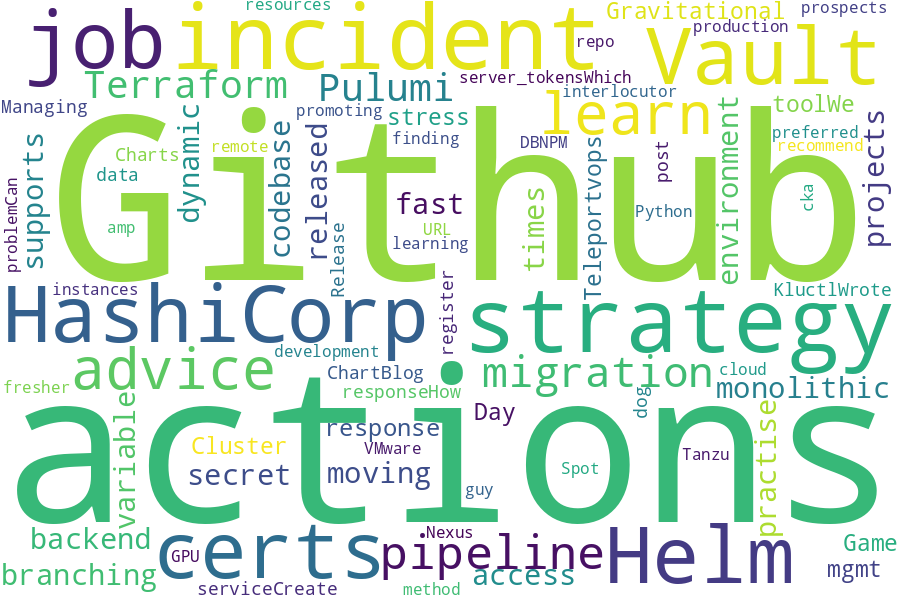 resources
prospects
job
incident
Gravitational
production
repo
Vault
Terraform
Pulumi
server_tokensWhich
interlocutor
Managing
promoting
learn
toolWe
stress
finding
DBNPM
preferred
recommend
supports
Charts
data
dynamic
remote
codebase
released
Github
times
Teleportvops
post
environment
projects
problemCan
amp
fast
URL
learning
Python
cka
Release
register
instances
HashiCorp
strategy
KluctlWrote
development
advice
ChartBlog
responseHow
migration
cloud
monolithic
fresher
variable
actions
Cluster
response
VMware
Day
dog
secret
moving
guy
Spot
Tanzu
practise
backend
certs
GPU
Nexus
pipeline
Helm
Game
branching
access
mgmt
serviceCreate
method